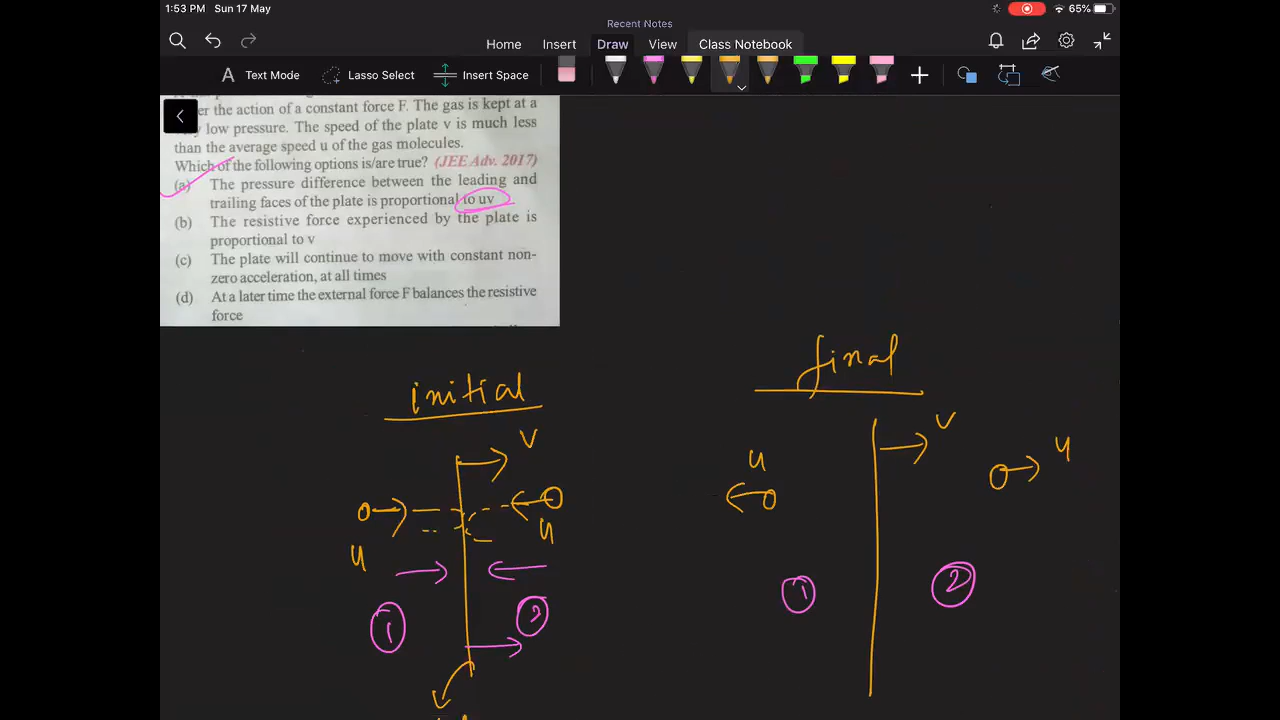 1:53 PM Sun 17 May
65%
Recent Notes
Home Insert Draw View Class Notebook
Text Mode Lasso Select Insert Space
the action of a constant force F. The gas is kept at a
low pressure. The speed of the plate v is much less
than the average speed u of the gas molecules.
Which of the following options is/are true? (JEE Adv. 2017)
(a) The pressure difference between the leading and
trailing faces of the plate is proportional to uv
(b) The resistive force experienced by the plate is
proportional to v
(c) The plate will continue to move with constant non-
zero acceleration, at all times
(d) At a later time the external force F balances the resistive
force
initial
final
v
v
u
u
u
u
1
2
1
2